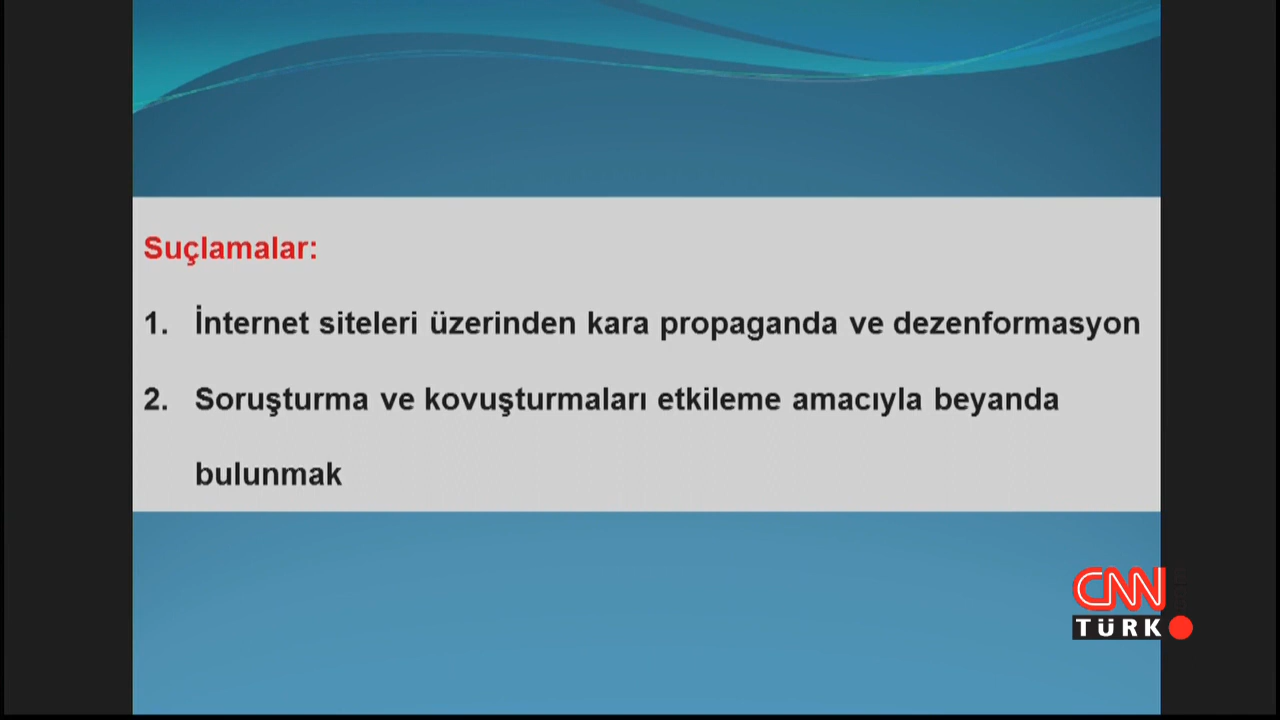 Suçlamalar:
1. İnternet siteleri üzerinden kara propaganda ve dezenformasyon
2. Soruşturma ve kovuşturmaları etkileme amacıyla beyanda
bulunmak
CNN
TÜRK